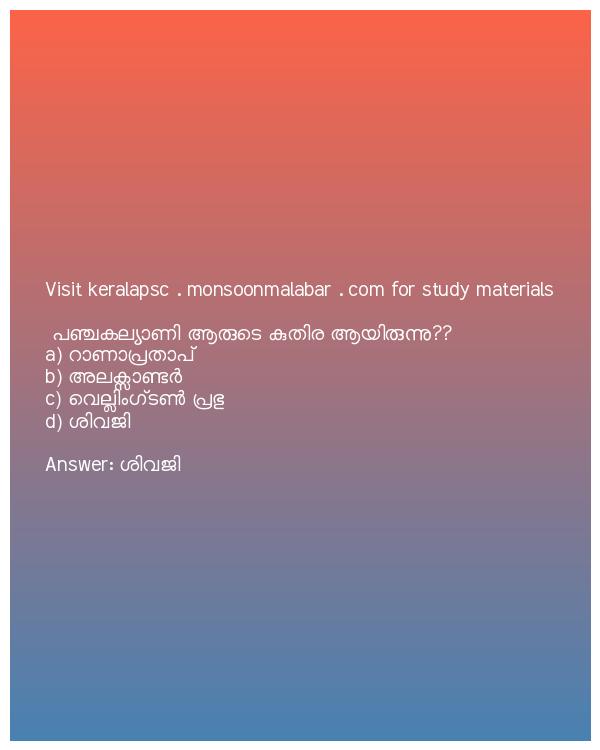 Visit keralapsc . monsoonmalabar . com for study materials
പഞ്ചകല്യാണി ആരുടെ കുതിര ആയിരുന്നു??
a) റാണാപ്രതാപ്
b) അലക്സാണ്ടർ
c) വെല്ലിംഗ്ടൺ പ്രഭു
d) ശിവജി
Answer: ശിവജി